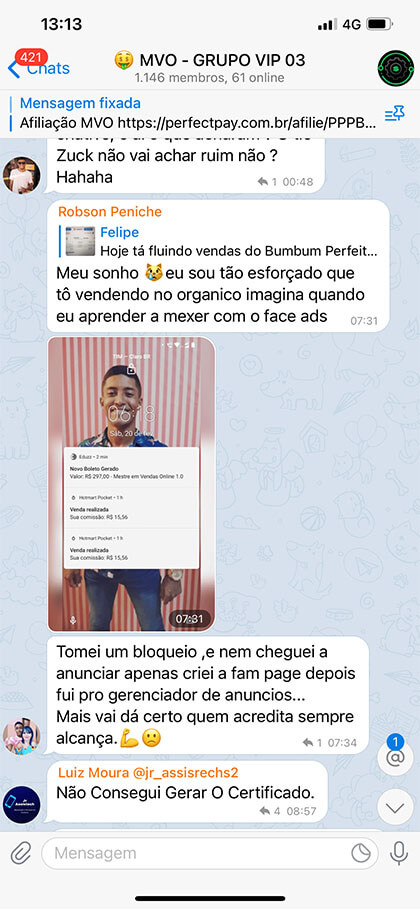 13:13
4G
421
Chats
MVO - GRUPO VIP 03
1.146 membros, 61 online
Mensagem fixada
Afiliação MVO https://perfectpay.com.br/afilie/PPPB...
Zuck não vai achar ruim não ?
Hahaha
1 00:48
Robson Peniche
Felipe
Hoje tá fluindo vendas do Bumbum Perfeit...
Meu sonho 😿 eu sou tão esforçado que
tô vendendo no organico imagina quando
eu aprender a mexer com o face ads
07:31
Eduzz • 3 min
Novo Boleto Gerado
Valor: R$ 297,00 - Mestre em Vendas Online 1.0
Hotmart Pocket • 1 h
Venda realizada
Sua comissão: R$ 15,56
Hotmart Pocket • 1 h
Venda realizada
Sua comissão: R$ 15,56
07:31
Tomei um bloqueio ,e nem cheguei a
anunciar apenas criei a fam page depois
fui pro gerenciador de anuncios...
Mais vai dá certo quem acredita sempre
alcança.💪🙁
1 07:34
1
@
Luiz Moura @jr_assisrechs2
Não Consegui Gerar O Certificado.
4 08:57
Mensagem